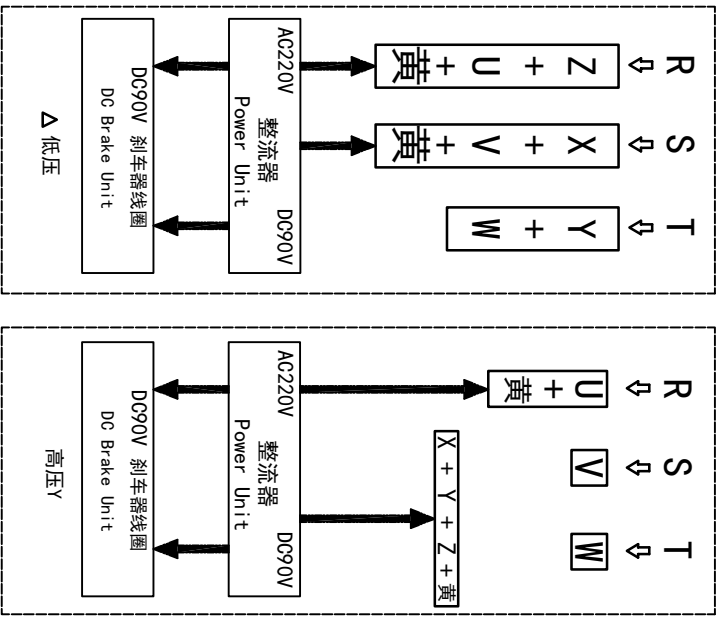 R S T
Z+U+黄
X+V+黄
Y+W
AC220V DC90V
整流器
Power Unit
DC90V 刹车器线圈
DC Brake Unit
△ 低压
R S T
U+黄
V
W
X+Y+Z+黄
AC220V DC90V
整流器
Power Unit
DC90V 刹车器线圈
DC Brake Unit
高压Y